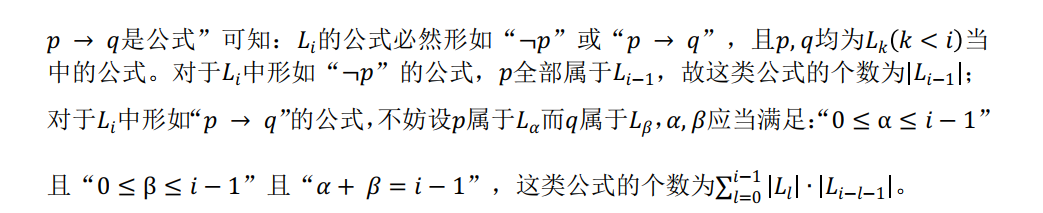 p → q是公式”可知：Lᵢ的公式必然形如“¬p”或“p → q”，且p, q均为Lₖ(k < i)当
中的公式。对于Lᵢ中形如“¬p”的公式，p全部属于Lᵢ₋₁，故这类公式的个数为|Lᵢ₋₁|；
对于Lᵢ中形如“p → q”的公式，不妨设p属于L_α而q属于L_β，α, β应当满足：“0 ≤ α ≤ i − 1”
且“0 ≤ β ≤ i − 1”且“α + β = i − 1”，这类公式的个数为∑_{l=0}^{i−1} |L_l| · |L_{i−l−1}|。